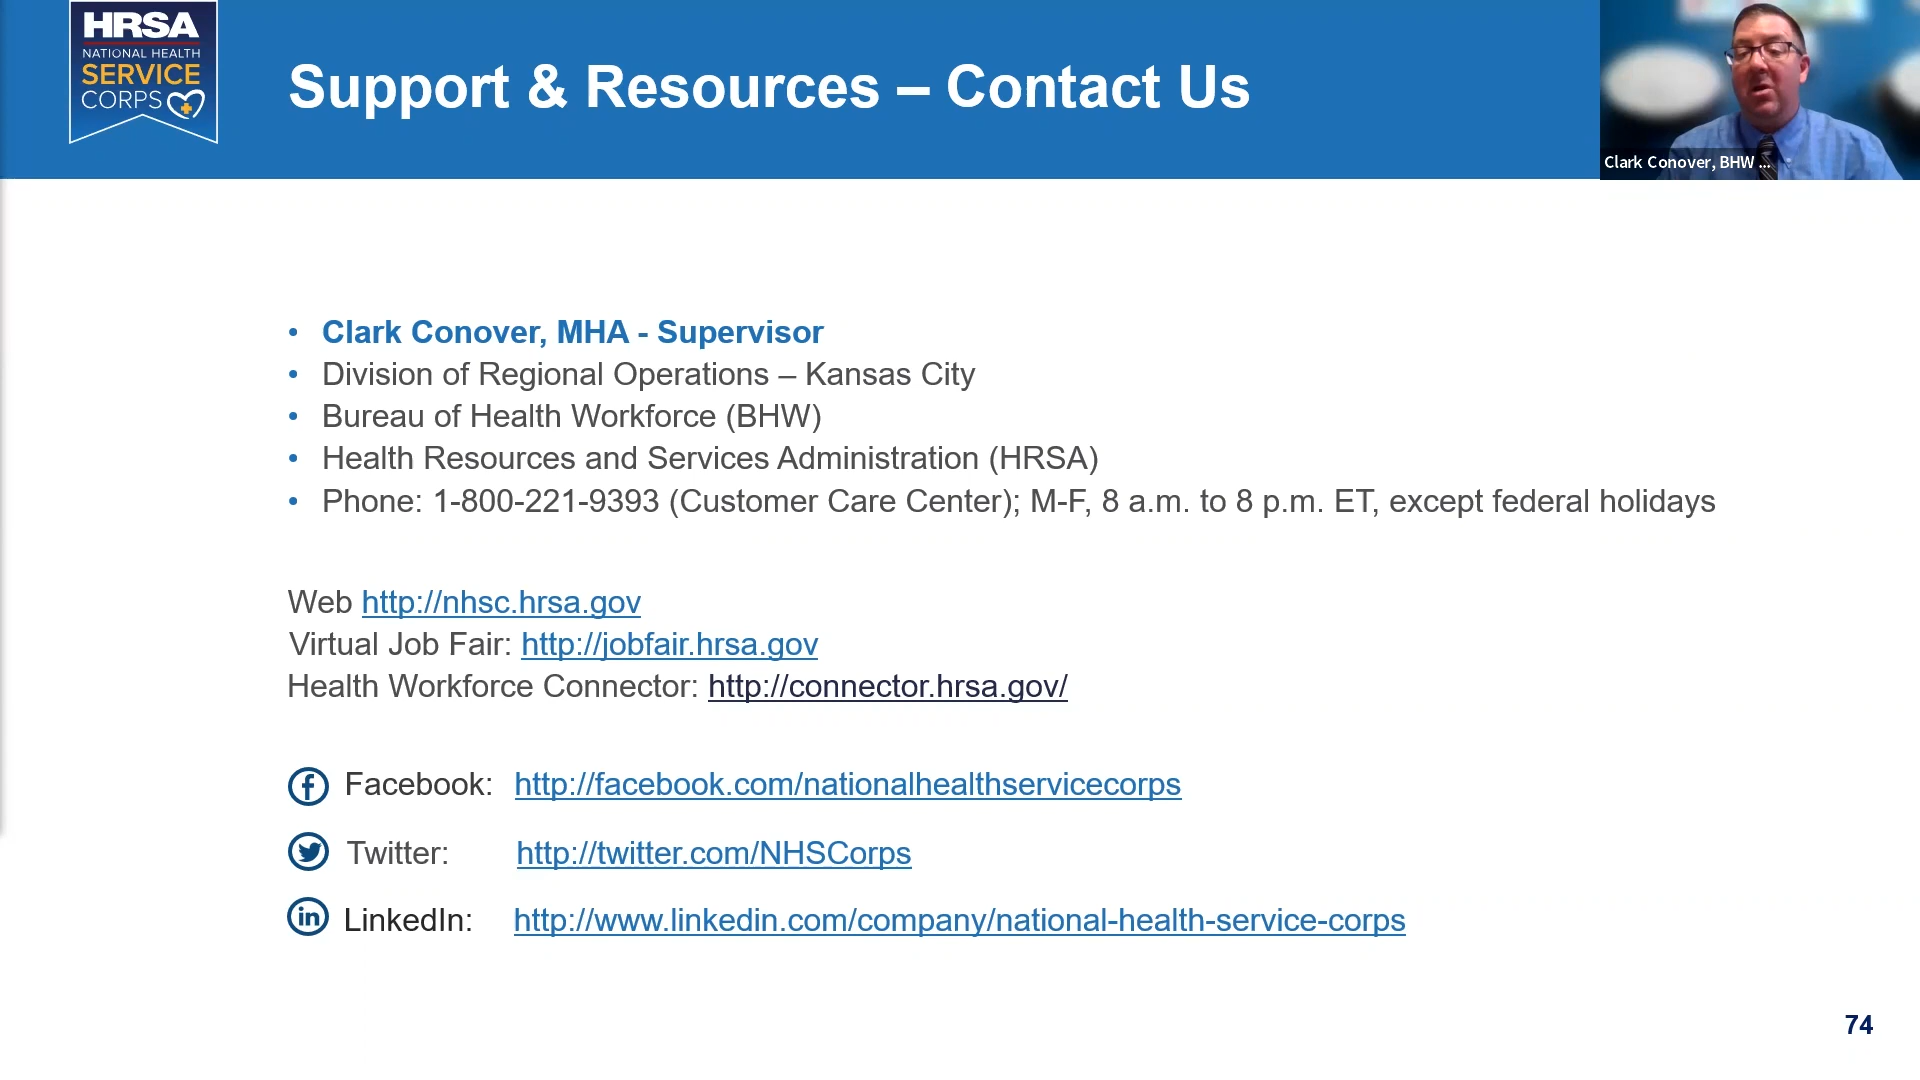 HRSA
NATIONAL HEALTH
SERVICE
CORPS
Support & Resources – Contact Us
Clark Conover, BHW ...
• Clark Conover, MHA - Supervisor
• Division of Regional Operations – Kansas City
• Bureau of Health Workforce (BHW)
• Health Resources and Services Administration (HRSA)
• Phone: 1-800-221-9393 (Customer Care Center); M-F, 8 a.m. to 8 p.m. ET, except federal holidays
Web http://nhsc.hrsa.gov
Virtual Job Fair: http://jobfair.hrsa.gov
Health Workforce Connector: http://connector.hrsa.gov/
Facebook: http://facebook.com/nationalhealthservicecorps
Twitter: http://twitter.com/NHSCorps
LinkedIn: http://www.linkedin.com/company/national-health-service-corps
74